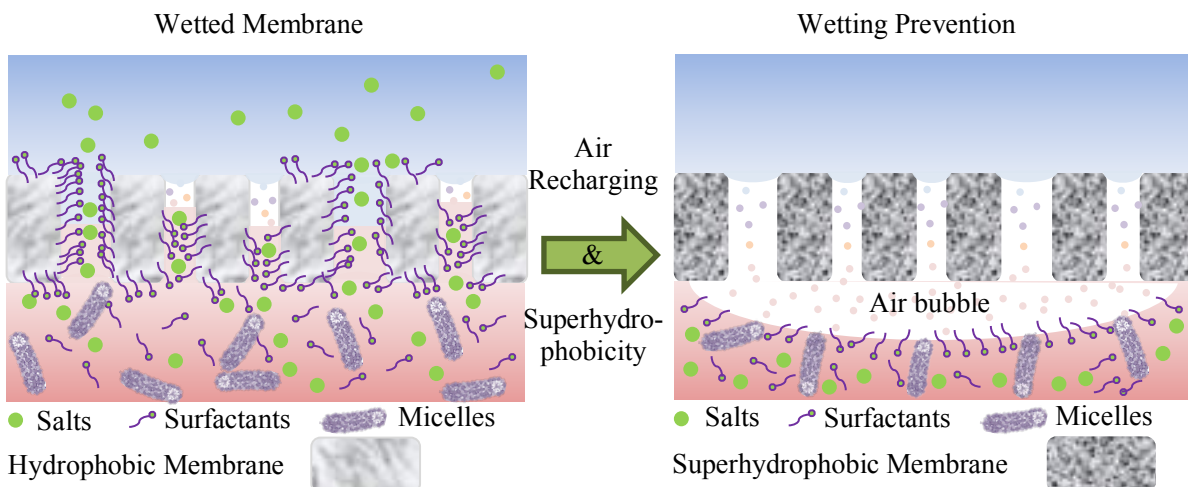 Wetted Membrane
Wetting Prevention
Air
Recharging
&
Superhydro-
phobicity
Air bubble
Salts
Surfactants
Micelles
Hydrophobic Membrane
Salts
Surfactants
Micelles
Superhydrophobic Membrane